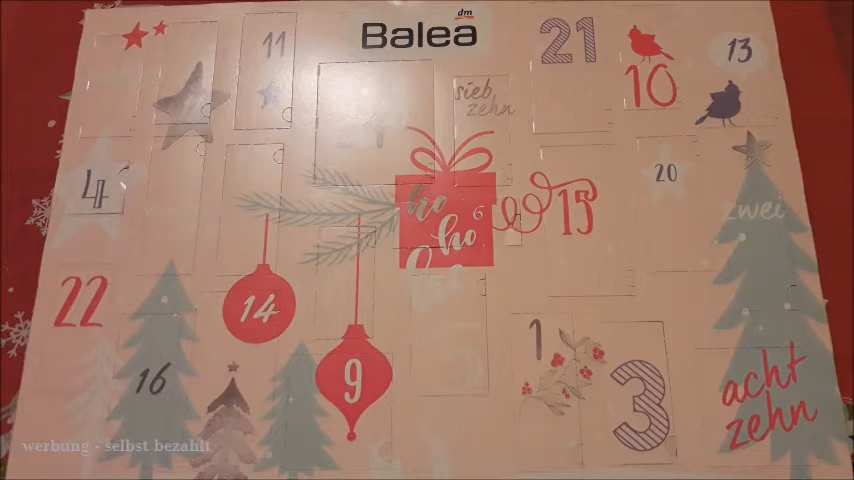 dm
Balea
11
21
13
10
sieb
zehn
4
20
15
zwei
ho
ho
6
22
14
1
9
16
3
acht
zehn
werbung - selbst bezahlt